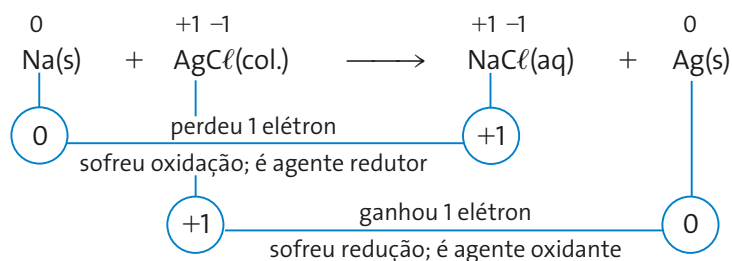 0 +1 –1 +1 –1 0
Na(s) + AgCℓ(col.) ⟶ NaCℓ(aq) + Ag(s)
0 perdeu 1 elétron +1
sofreu oxidação; é agente redutor
+1 ganhou 1 elétron 0
sofreu redução; é agente oxidante